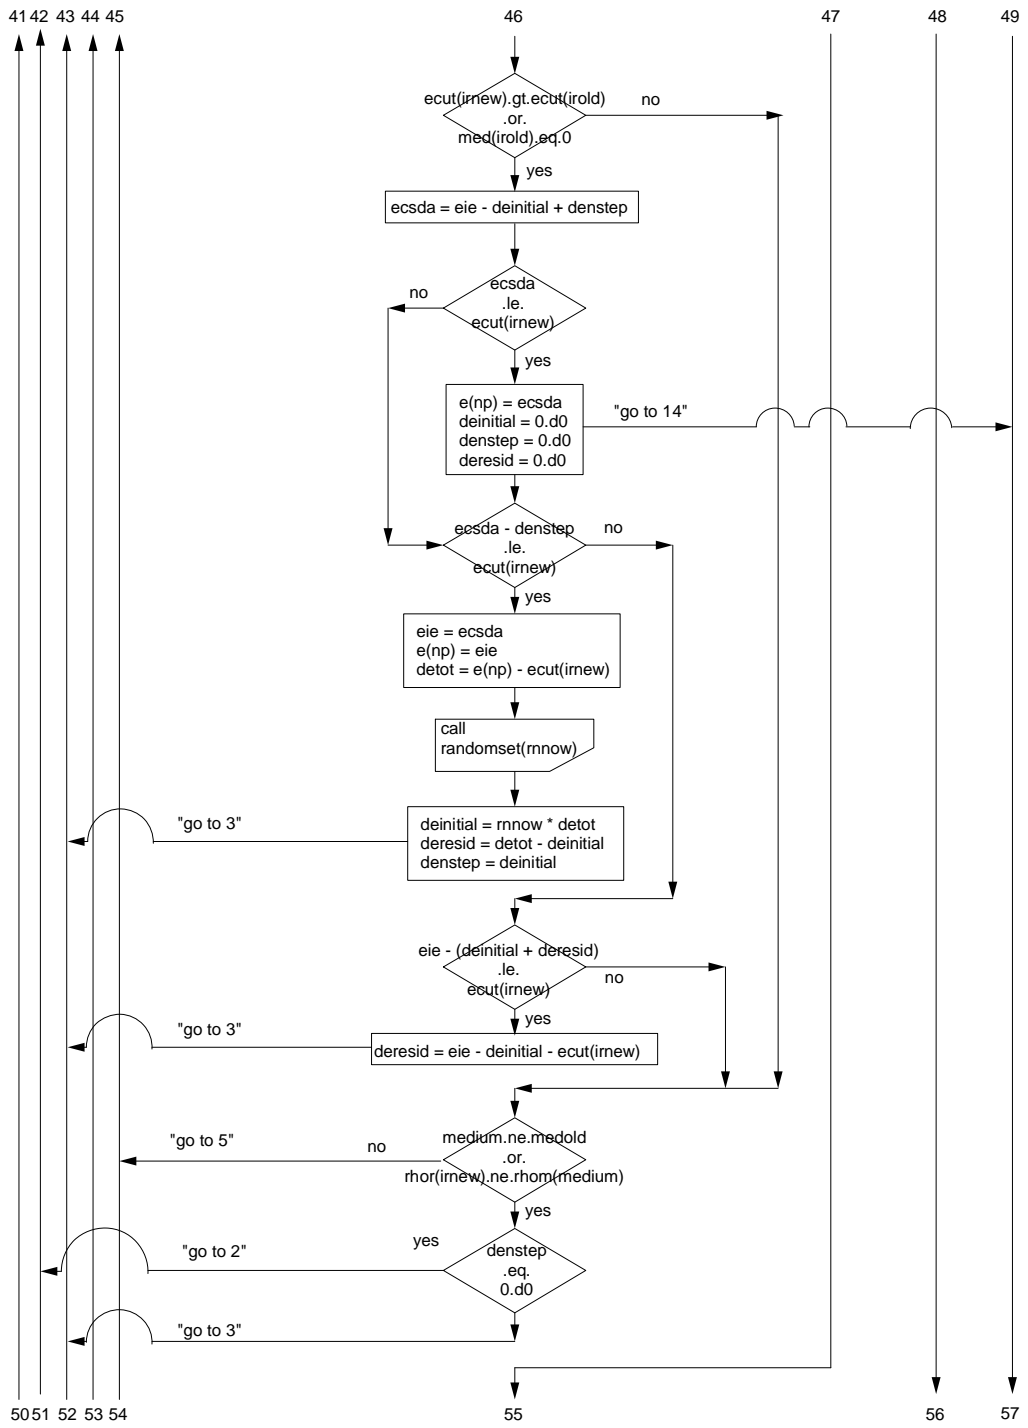 41 42 43 44 45 46 47 48 49
ecut(irnew).gt.ecut(irold)
.or.
med(irold).eq.0
no
yes
ecsda = eie - deinitial + denstep
ecsda
.le.
ecut(irnew)
no
yes
e(np) = ecsda
deinitial = 0.d0
denstep = 0.d0
deresid = 0.d0
"go to 14"
ecsda - denstep
.le.
ecut(irnew)
no
yes
eie = ecsda
e(np) = eie
detot = e(np) - ecut(irnew)
call
randomset(rnnow)
deinitial = rnnow * detot
deresid = detot - deinitial
denstep = deinitial
"go to 3"
eie - (deinitial + deresid)
.le.
ecut(irnew)
no
yes
deresid = eie - deinitial - ecut(irnew)
"go to 3"
medium.ne.medold
.or.
rhor(irnew).ne.rhom(medium)
no
"go to 5"
yes
denstep
.eq.
0.d0
yes
"go to 2"
"go to 3"
50 51 52 53 54 55 56 57